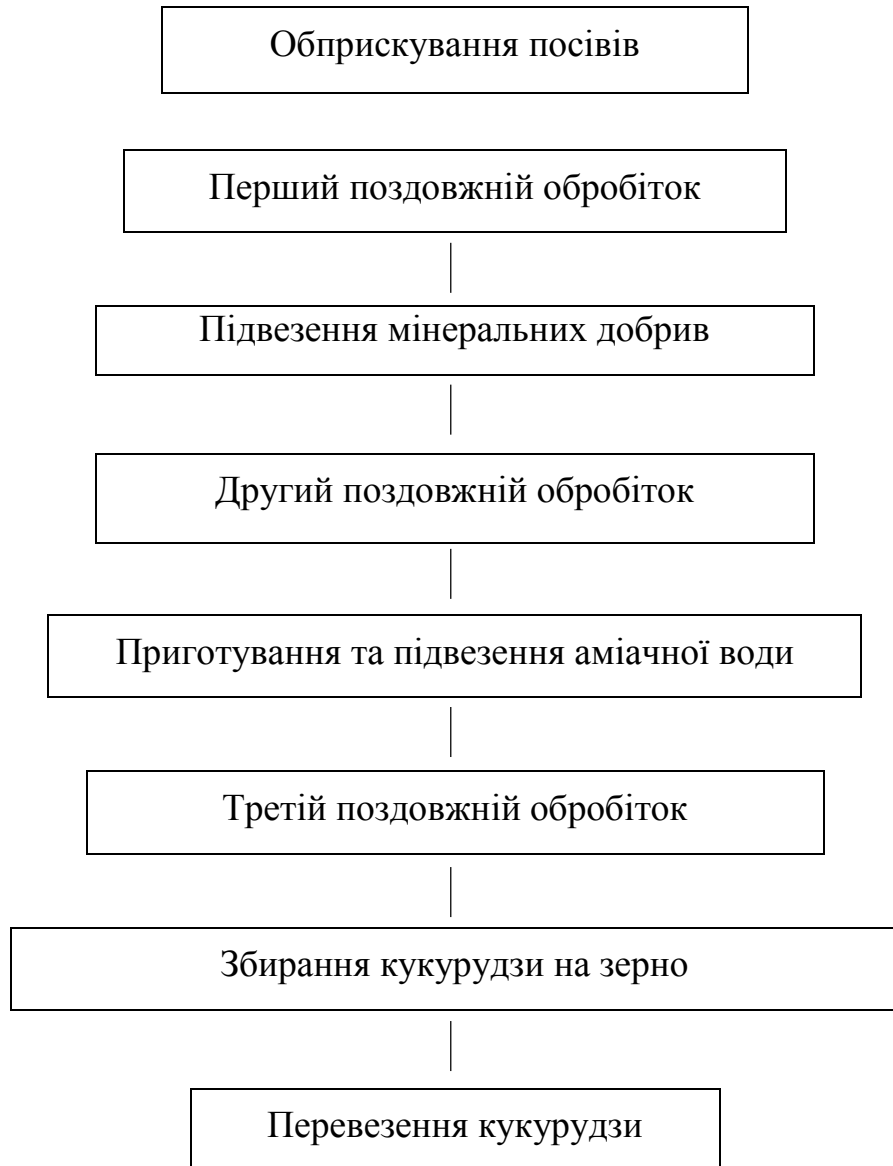 Обприскування посівів
Перший поздовжній обробіток
Підвезення мінеральних добрив
Другий поздовжній обробіток
Приготування та підвезення аміачної води
Третій поздовжній обробіток
Збирання кукурудзи на зерно
Перевезення кукурудзи